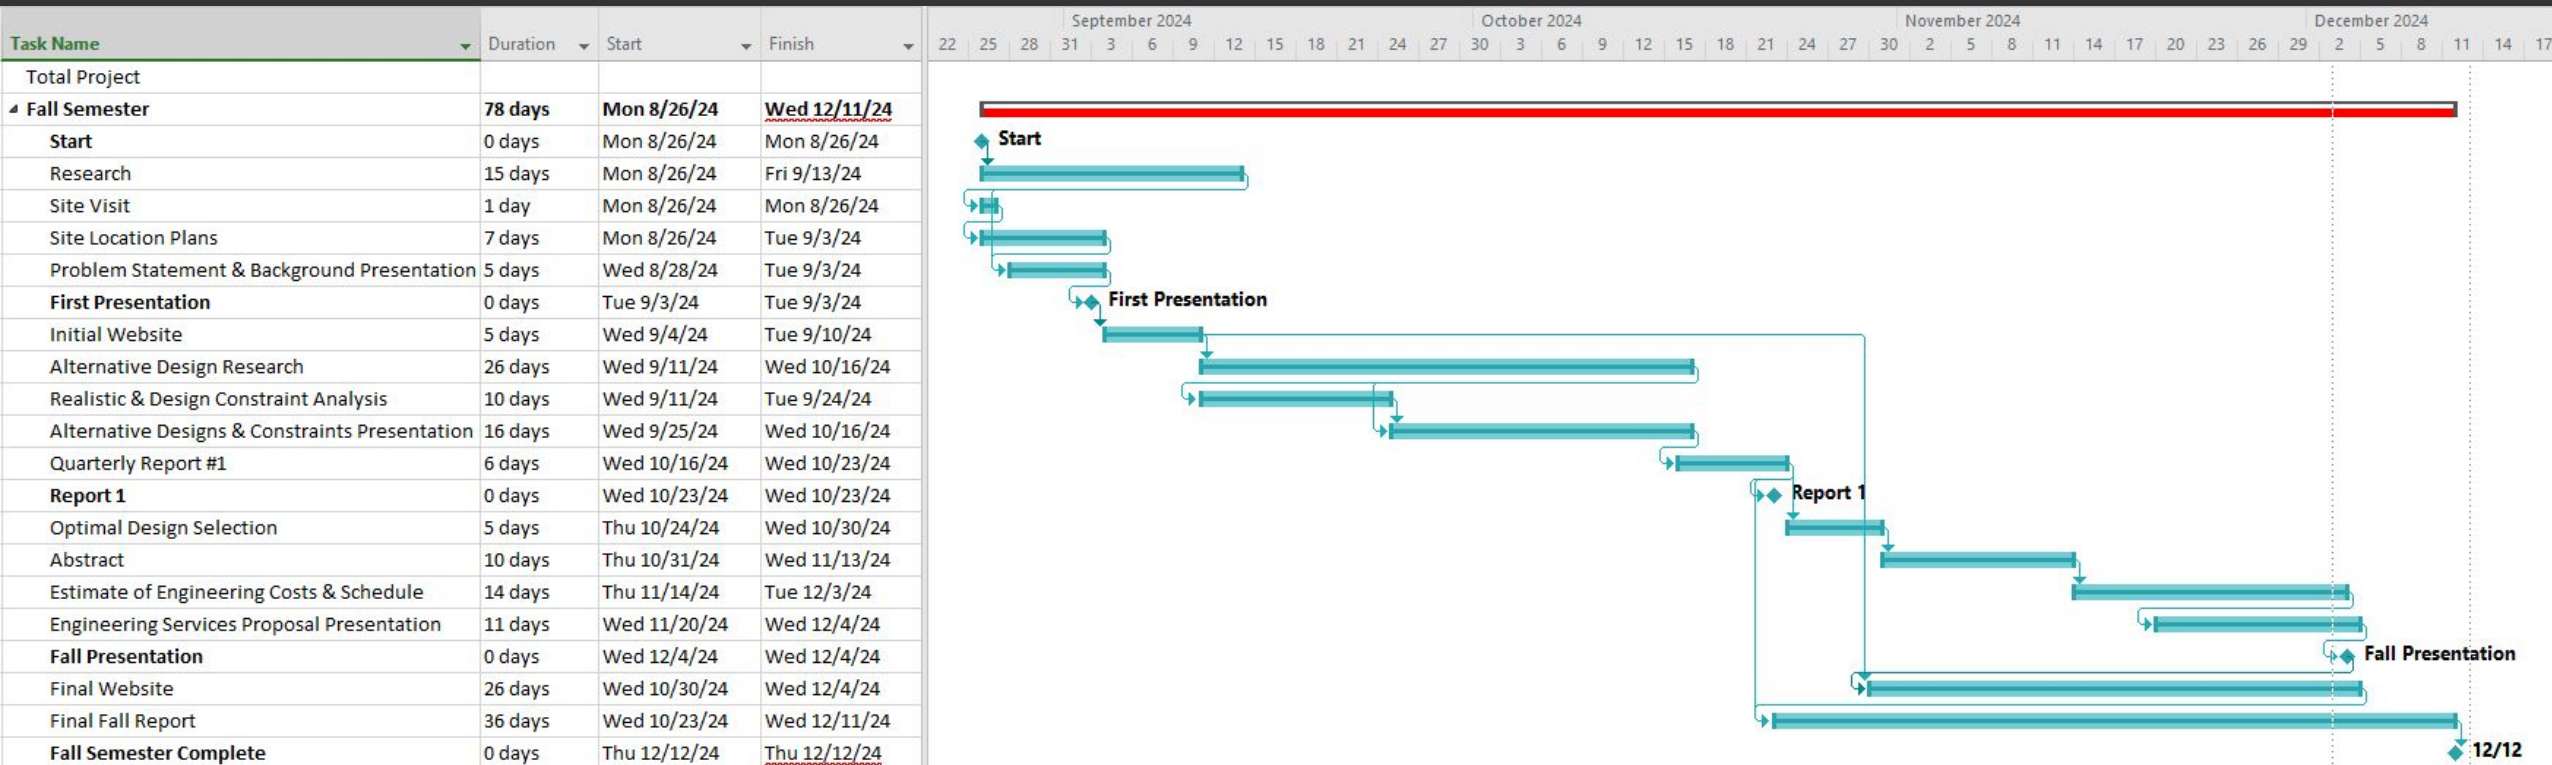 September 2024 October 2024 November 2024 December 2024
Task Name Duration Start Finish 22 25 28 31 3 6 9 12 15 18 21 24 27 30 3 6 9 12 15 18 21 24 27 30 2 5 8 11 14 17 20 23 26 29 2 5 8 11 14 17
Total Project
Fall Semester 78 days Mon 8/26/24 Wed 12/11/24
Start 0 days Mon 8/26/24 Mon 8/26/24 Start
Research 15 days Mon 8/26/24 Fri 9/13/24
Site Visit 1 day Mon 8/26/24 Mon 8/26/24
Site Location Plans 7 days Mon 8/26/24 Tue 9/3/24
Problem Statement & Background Presentation 5 days Wed 8/28/24 Tue 9/3/24
First Presentation 0 days Tue 9/3/24 Tue 9/3/24 First Presentation
Initial Website 5 days Wed 9/4/24 Tue 9/10/24
Alternative Design Research 26 days Wed 9/11/24 Wed 10/16/24
Realistic & Design Constraint Analysis 10 days Wed 9/11/24 Tue 9/24/24
Alternative Designs & Constraints Presentation 16 days Wed 9/25/24 Wed 10/16/24
Quarterly Report #1 6 days Wed 10/16/24 Wed 10/23/24
Report 1 0 days Wed 10/23/24 Wed 10/23/24 Report 1
Optimal Design Selection 5 days Thu 10/24/24 Wed 10/30/24
Abstract 10 days Thu 10/31/24 Wed 11/13/24
Estimate of Engineering Costs & Schedule 14 days Thu 11/14/24 Tue 12/3/24
Engineering Services Proposal Presentation 11 days Wed 11/20/24 Wed 12/4/24
Fall Presentation 0 days Wed 12/4/24 Wed 12/4/24 Fall Presentation
Final Website 26 days Wed 10/30/24 Wed 12/4/24
Final Fall Report 36 days Wed 10/23/24 Wed 12/11/24
Fall Semester Complete 0 days Thu 12/12/24 Thu 12/12/24 12/12